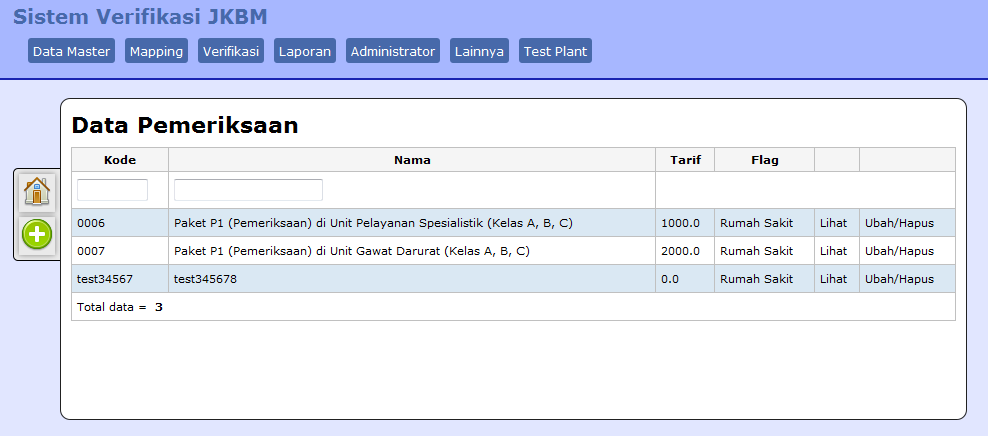 Sistem Verifikasi JKBM
Data Master Mapping Verifikasi Laporan Administrator Lainnya Test Plant
Data Pemeriksaan
Kode Nama Tarif Flag
0006 Paket P1 (Pemeriksaan) di Unit Pelayanan Spesialistik (Kelas A, B, C) 1000.0 Rumah Sakit Lihat Ubah/Hapus
0007 Paket P1 (Pemeriksaan) di Unit Gawat Darurat (Kelas A, B, C) 2000.0 Rumah Sakit Lihat Ubah/Hapus
test34567 test345678 0.0 Rumah Sakit Lihat Ubah/Hapus
Total data = 3